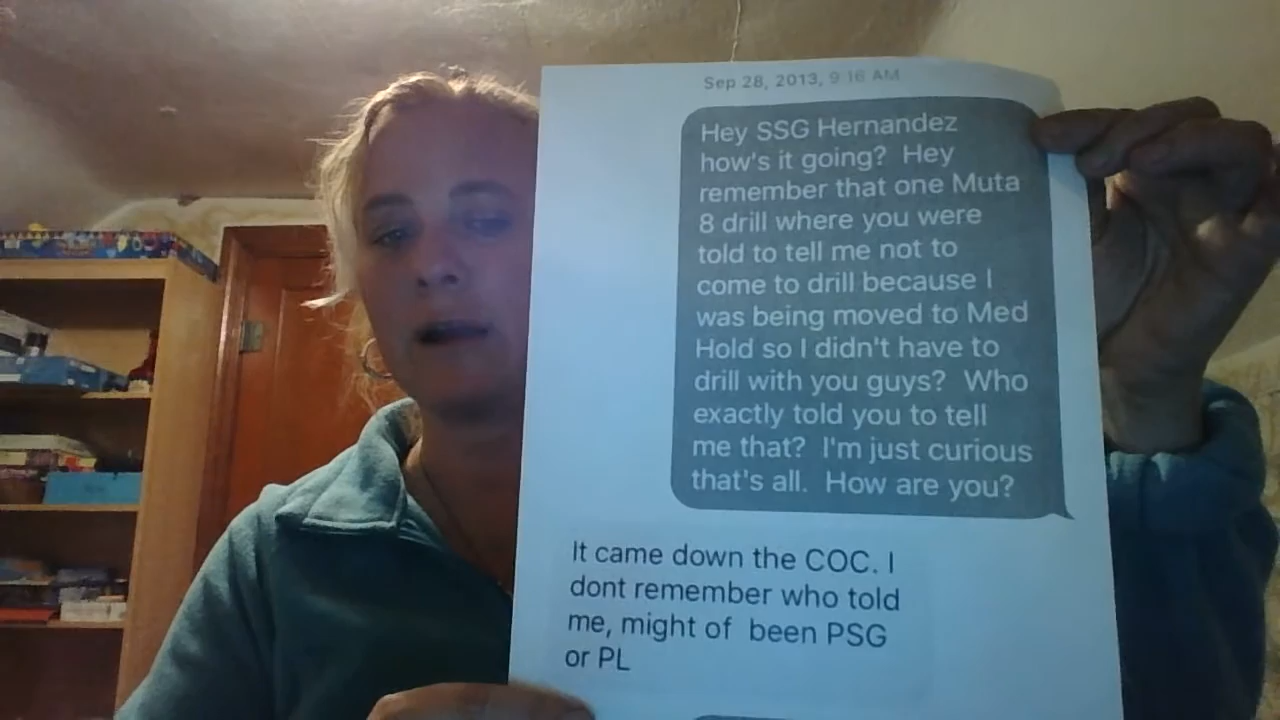 Sep 28, 2013, 9:16 AM
Hey SSG Hernandez
how's it going?  Hey
remember that one Muta
8 drill where you were
told to tell me not to
come to drill because I
was being moved to Med
Hold so I didn't have to
drill with you guys?  Who
exactly told you to tell
me that?  I'm just curious
that's all.  How are you?
It came down the COC. I
dont remember who told
me, might of  been PSG
or PL